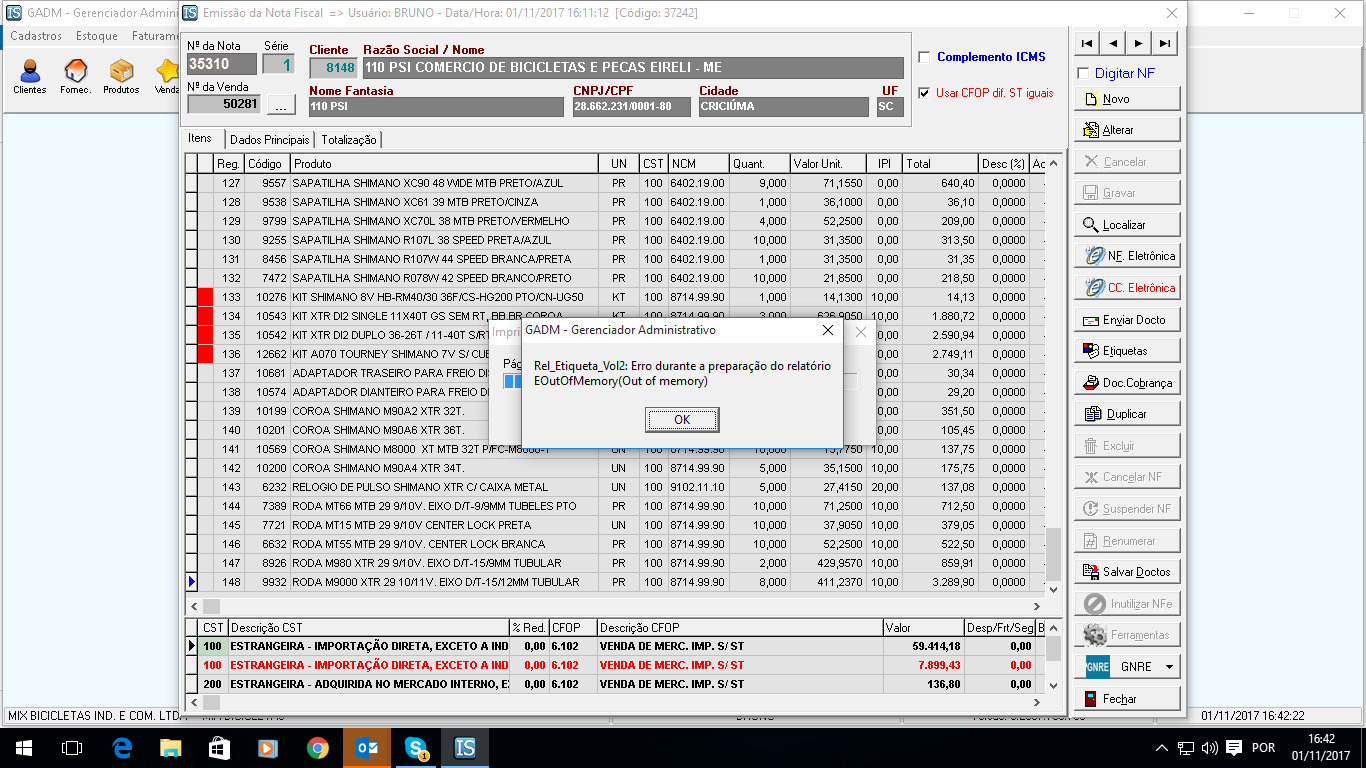 GADM - Gerenciador Admini
Emissão da Nota Fiscal => Usuário: BRUNO - Data/Hora: 01/11/2017 16:11:12 [Código: 37242]
Cadastros Estoque Faturame
Clientes Fornec. Produtos Venda
Nº da Nota Série Cliente Razão Social / Nome
35310 1 8148 110 PSI COMERCIO DE BICICLETAS E PECAS EIRELI - ME
Nº da Venda Nome Fantasia CNPJ/CPF Cidade UF
50281 ... 110 PSI 28.662.231/0001-80 CRICIÚMA SC
Complemento ICMS
Usar CFOP dif. ST iguais
Itens Dados Principais Totalização
Reg. Código Produto UN CST NCM Quant. Valor Unit. IPI Total Desc (%) Ac
127 9557 SAPATILHA SHIMANO XC90 48 WIDE MTB PRETO/AZUL PR 100 6402.19.00 9,000 71,1550 0,00 640,40 0,0000
128 9538 SAPATILHA SHIMANO XC61 39 MTB PRETO/CINZA PR 100 6402.19.00 1,000 36,1000 0,00 36,10 0,0000
129 9799 SAPATILHA SHIMANO XC70L 38 MTB PRETO/VERMELHO PR 100 6402.19.00 4,000 52,2500 0,00 209,00 0,0000
130 9255 SAPATILHA SHIMANO R107L 38 SPEED PRETA/AZUL PR 100 6402.19.00 10,000 31,3500 0,00 313,50 0,0000
131 8456 SAPATILHA SHIMANO R107W 44 SPEED BRANCA/PRETA PR 100 6402.19.00 1,000 31,3500 0,00 31,35 0,0000
132 7472 SAPATILHA SHIMANO R078W 42 SPEED BRANCO/PRETO PR 100 6402.19.00 10,000 21,8500 0,00 218,50 0,0000
133 10276 KIT SHIMANO 8V HB-RM40/30 36F/CS-HG200 PTO/CN-UG50 KT 100 8714.99.90 1,000 14,1300 10,00 14,13 0,0000
134 10543 KIT XTR DI2 SINGLE 11X40T GS SEM RT, BB,BR,COROA KT 100 8714.99.90 3,000 626,9050 10,00 1.880,72 0,0000
135 10542 KIT XTR DI2 DUPLO 36-26T / 11-40T S/RT 2.590,94 0,0000
136 12662 KIT A070 TOURNEY SHIMANO 7V S/ CUB 2.749,11 0,0000
137 10681 ADAPTADOR TRASEIRO PARA FREIO DIS 30,34 0,0000
138 10574 ADAPTADOR DIANTEIRO PARA FREIO DIS 29,20 0,0000
139 10199 COROA SHIMANO M90A2 XTR 32T. 351,50 0,0000
140 10201 COROA SHIMANO M90A6 XTR 36T. 105,45 0,0000
141 10569 COROA SHIMANO M8000 XT MTB 32T P/FC-M8000-1 UN 100 8714.99.90 10,000 13,7750 10,00 137,75 0,0000
142 10200 COROA SHIMANO M90A4 XTR 34T. UN 100 8714.99.90 5,000 35,1500 10,00 175,75 0,0000
143 6232 RELOGIO DE PULSO SHIMANO XTR C/ CAIXA METAL UN 100 9102.11.10 5,000 27,4150 20,00 137,08 0,0000
144 7389 RODA MT66 MTB 29 9/10V. EIXO D/T-9/9MM TUBELES PTO PR 100 8714.99.90 10,000 71,2500 10,00 712,50 0,0000
145 7721 RODA MT15 MTB 29 9/10V CENTER LOCK PRETA UN 100 8714.99.90 10,000 37,9050 10,00 379,05 0,0000
146 6632 RODA MT55 MTB 29 9/10V. CENTER LOCK BRANCA PR 100 8714.99.90 10,000 52,2500 10,00 522,50 0,0000
147 8926 RODA M980 XTR 29 9/10V. EIXO D/T-15/9MM TUBULAR PR 100 8714.99.90 2,000 429,9570 10,00 859,91 0,0000
148 9932 RODA M9000 XTR 29 10/11V. EIXO D/T-15/12MM TUBULAR PR 100 8714.99.90 8,000 411,2370 10,00 3.289,90 0,0000
Impri
Pág
GADM - Gerenciador Administrativo
Rel_Etiqueta_Vol2: Erro durante a preparação do relatório
EOutOfMemory(Out of memory)
OK
CST Descrição CST % Red. CFOP Descrição CFOP Valor Desp/Frt/Seg B
100 ESTRANGEIRA - IMPORTAÇÃO DIRETA, EXCETO A IND 0,00 6.102 VENDA DE MERC. IMP. S/ ST 59.414,18 0,00
100 ESTRANGEIRA - IMPORTAÇÃO DIRETA, EXCETO A IND 0,00 6.102 VENDA DE MERC. IMP. S/ ST 7.899,43 0,00
200 ESTRANGEIRA - ADQUIRIDA NO MERCADO INTERNO, E 0,00 6.102 VENDA DE MERC. IMP. S/ ST 136,80 0,00
Digitar NF
Novo
Alterar
Cancelar
Gravar
Localizar
NF. Eletrônica
CC. Eletrônica
Enviar Docto
Etiquetas
Doc.Cobrança
Duplicar
Excluir
Cancelar NF
Suspender NF
Renumerar
Salvar Doctos
Inutilizar NFe
Ferramentas
GNRE GNRE
Fechar
MIX BICICLETAS IND. E COM. LTDA
01/11/2017 16:42:22
POR
16:42
01/11/2017